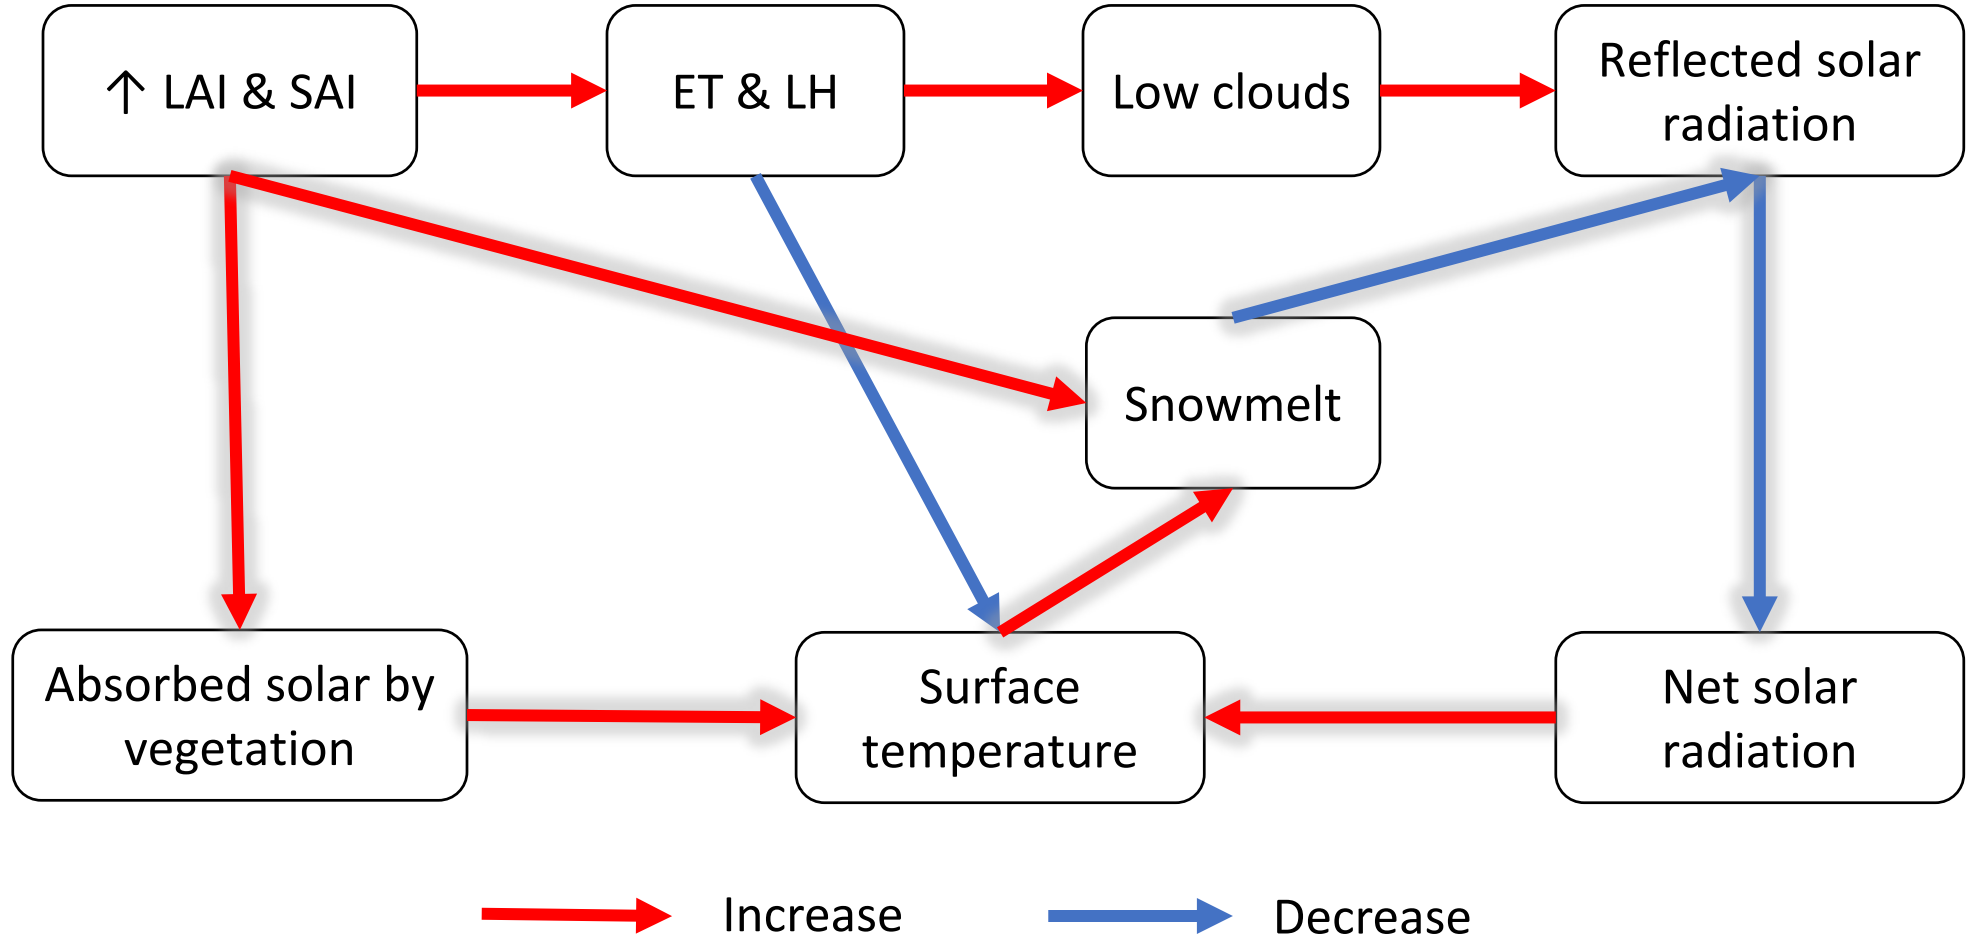 ↑ LAI & SAI
ET & LH
Low clouds
Reflected solar
radiation
Snowmelt
Absorbed solar by
vegetation
Surface
temperature
Net solar
radiation
Increase
Decrease